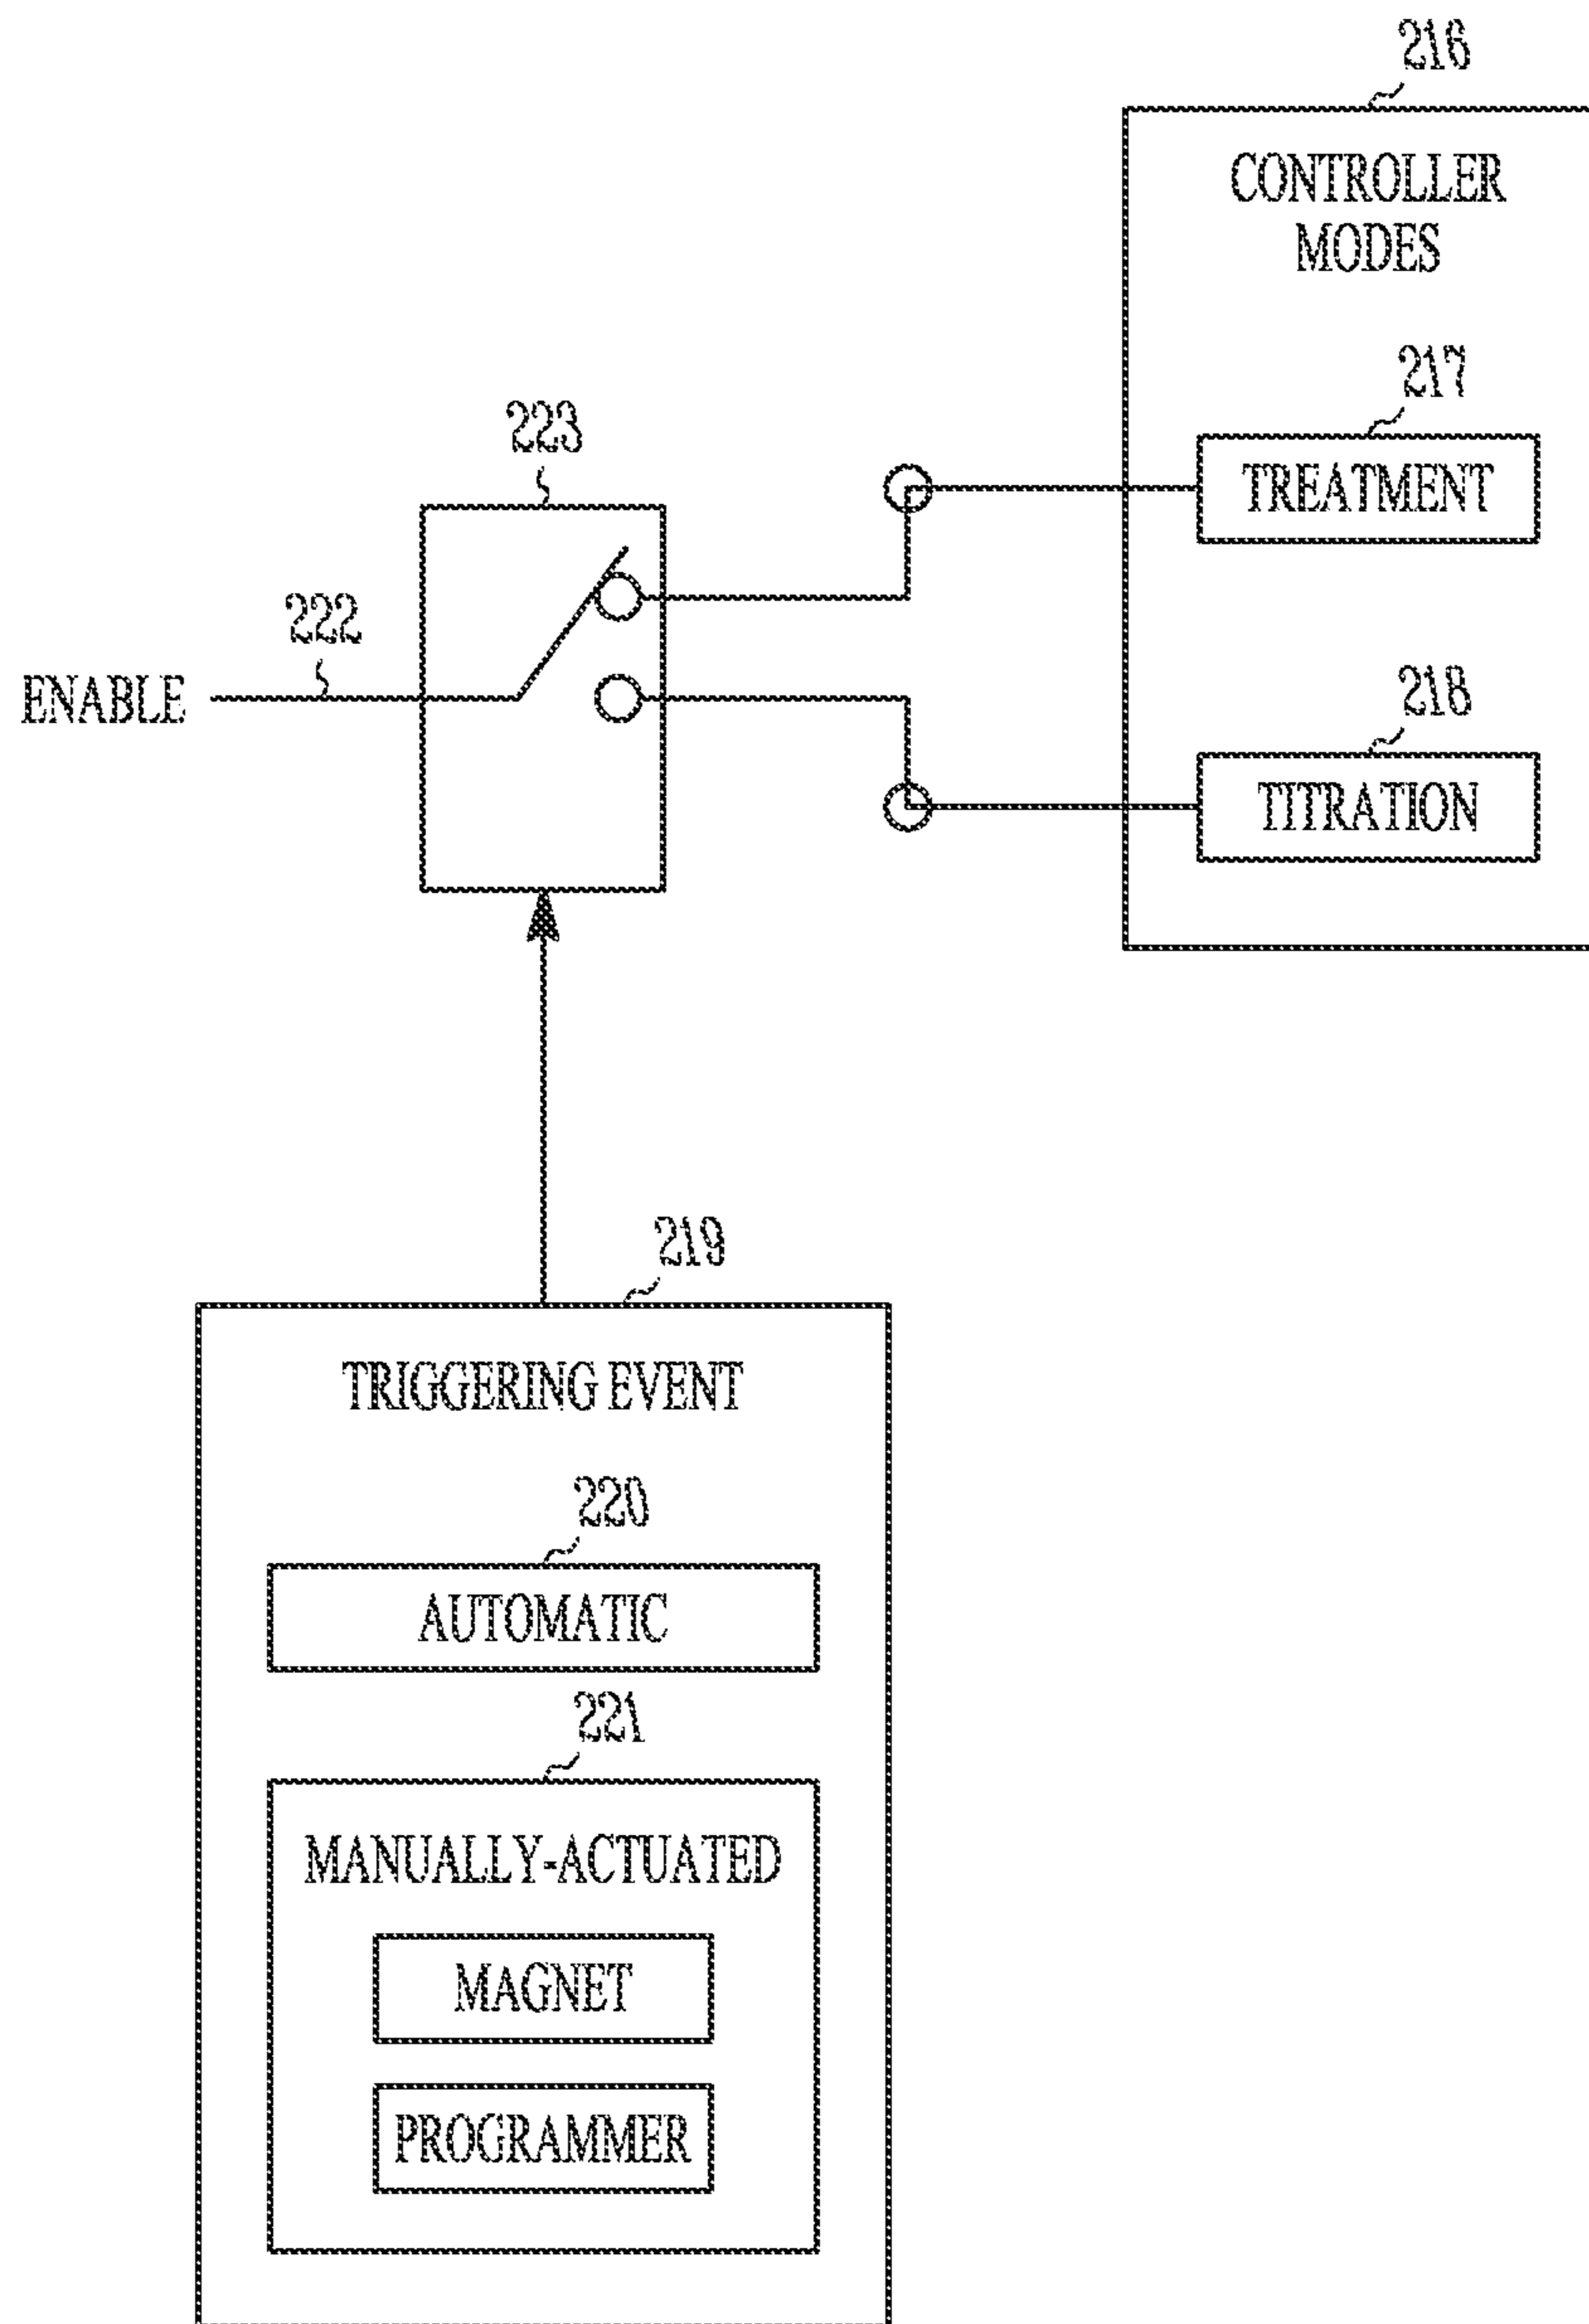 216
CONTROLLER
MODES
217
TREATMENT
223
222
ENABLE
218
TITRATION
219
TRIGGERING EVENT
220
AUTOMATIC
221
MANUALLY-ACTUATED
MAGNET
PROGRAMMER